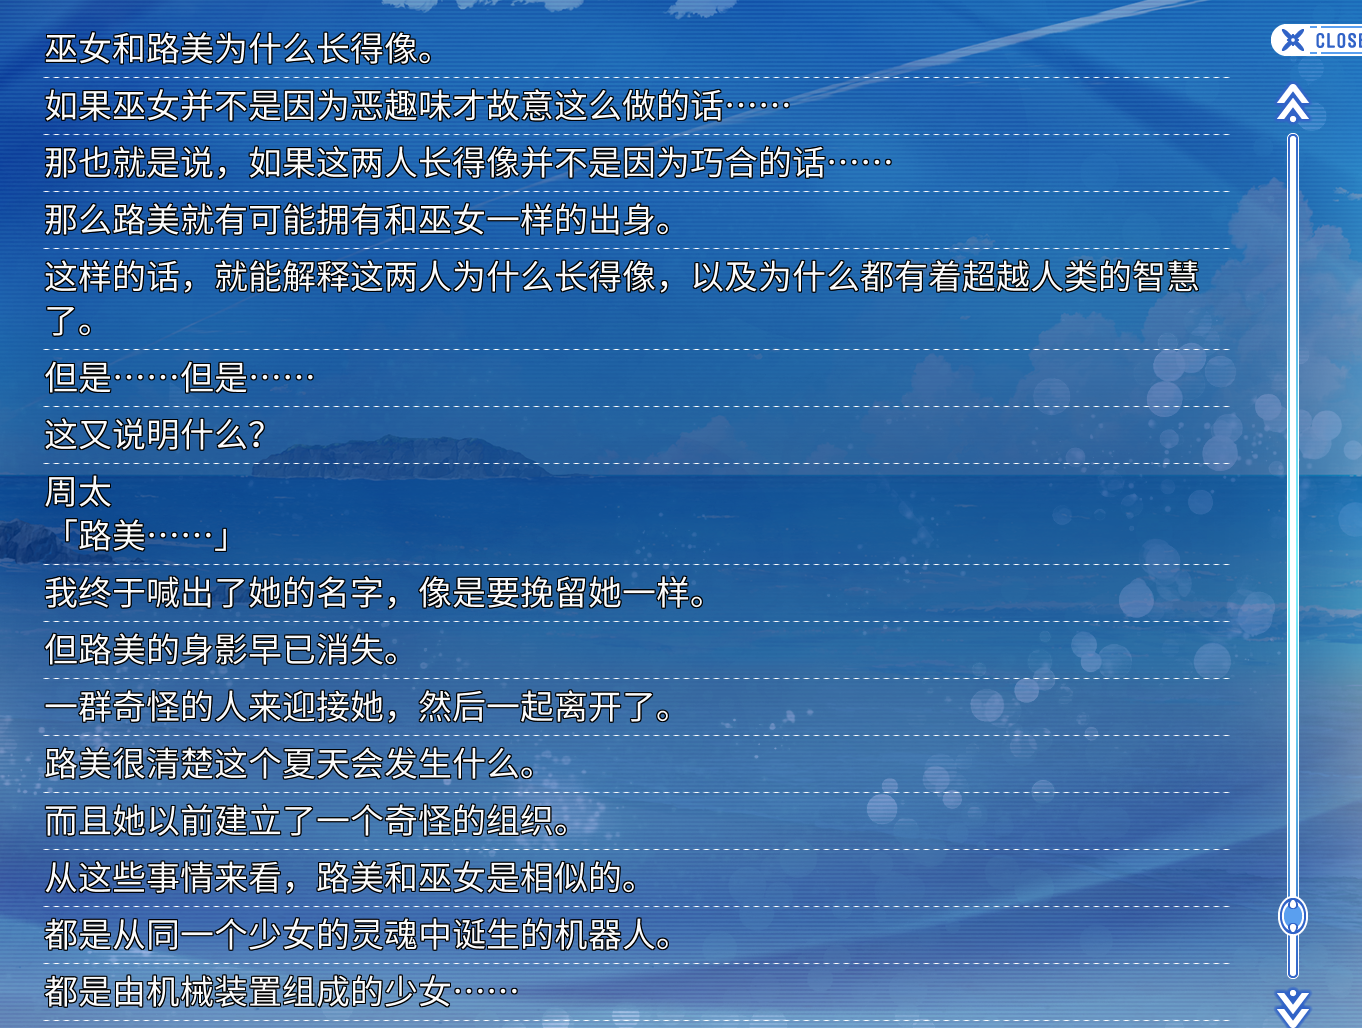 巫女和路美为什么长得像。
CLOSE
如果巫女并不是因为恶趣味才故意这么做的话……
那也就是说，如果这两人长得像并不是因为巧合的话……
那么路美就有可能拥有和巫女一样的出身。
这样的话，就能解释这两人为什么长得像，以及为什么都有着超越人类的智慧
了。
但是……但是……
这又说明什么？
周太
「路美……」
我终于喊出了她的名字，像是要挽留她一样。
但路美的身影早已消失。
一群奇怪的人来迎接她，然后一起离开了。
路美很清楚这个夏天会发生什么。
而且她以前建立了一个奇怪的组织。
从这些事情来看，路美和巫女是相似的。
都是从同一个少女的灵魂中诞生的机器人。
都是由机械装置组成的少女……